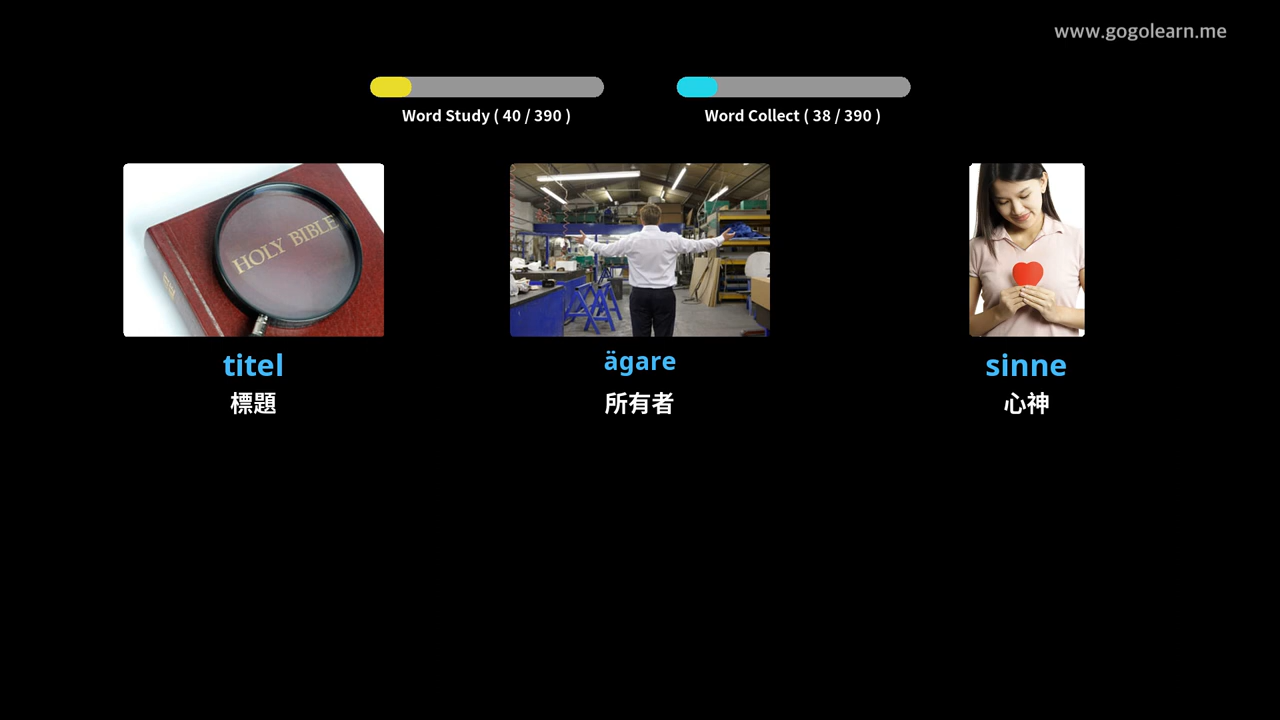 www.gogolearn.me
Word Study ( 40 / 390 )
Word Collect ( 38 / 390 )
HOLY BIBLE
titel
ägare
sinne
標題
所有者
心神